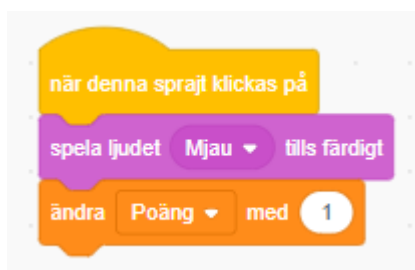 när denna sprajt klickas på
spela ljudet Mjau tills färdigt
ändra Poäng med 1